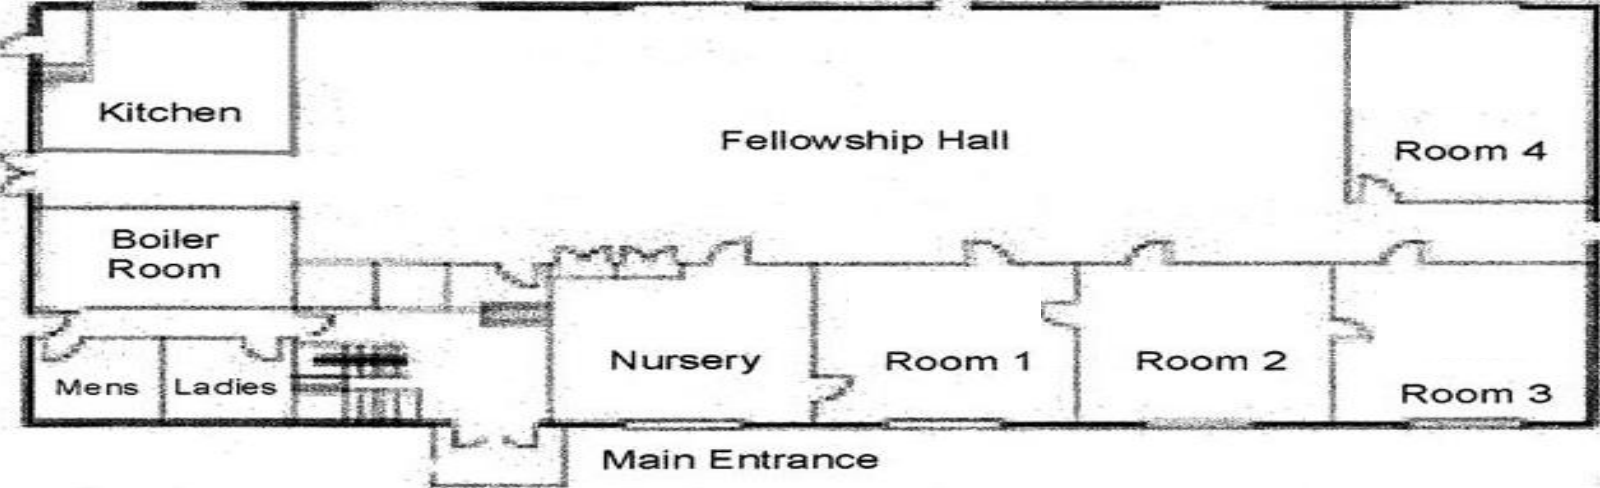 Kitchen
Fellowship Hall
Room 4
Boiler
Room
Nursery
Room 1
Room 2
Room 3
Mens
Ladies
Main Entrance